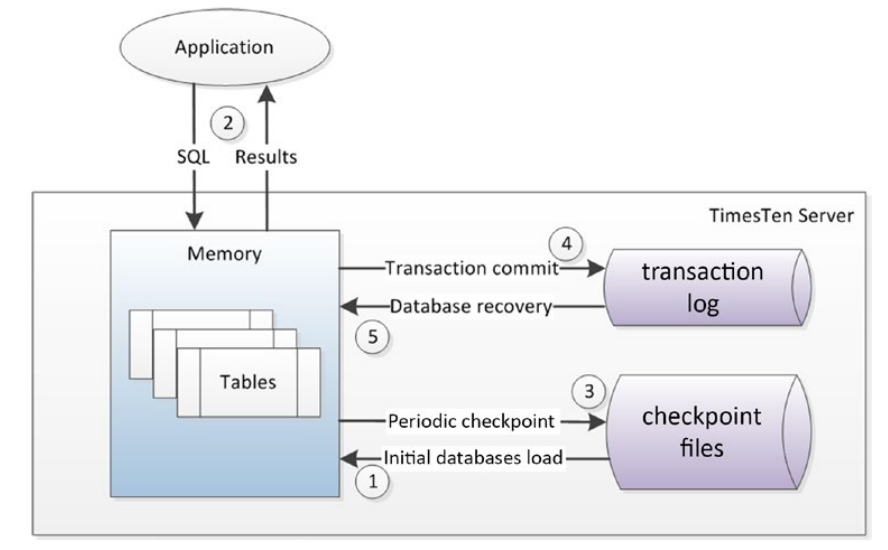 Application
2
SQL Results
TimesTen Server
Memory
4
Transaction commit
transaction
log
Database recovery
5
Tables
3
Periodic checkpoint
checkpoint
files
Initial databases load
1